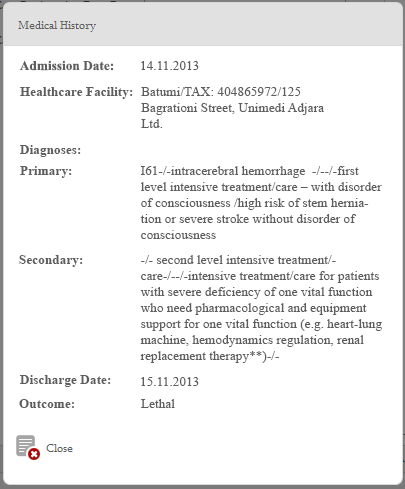 Medical History
Admission Date: 14.11.2013
Healthcare Facility: Batumi/TAX: 404865972/125
Bagrationi Street, Unimedi Adjara
Ltd.
Diagnoses:
Primary: I61-/-intracerebral hemorrhage -/--/-first
level intensive treatment/care – with disorder
of consciousness /high risk of stem hernia-
tion or severe stroke without disorder of
consciousness
Secondary: -/- second level intensive treatment/-
care-/--/-intensive treatment/care for patients
with severe deficiency of one vital function
who need pharmacological and equipment
support for one vital function (e.g. heart-lung
machine, hemodynamics regulation, renal
replacement therapy**)-/-
Discharge Date: 15.11.2013
Outcome: Lethal
Close